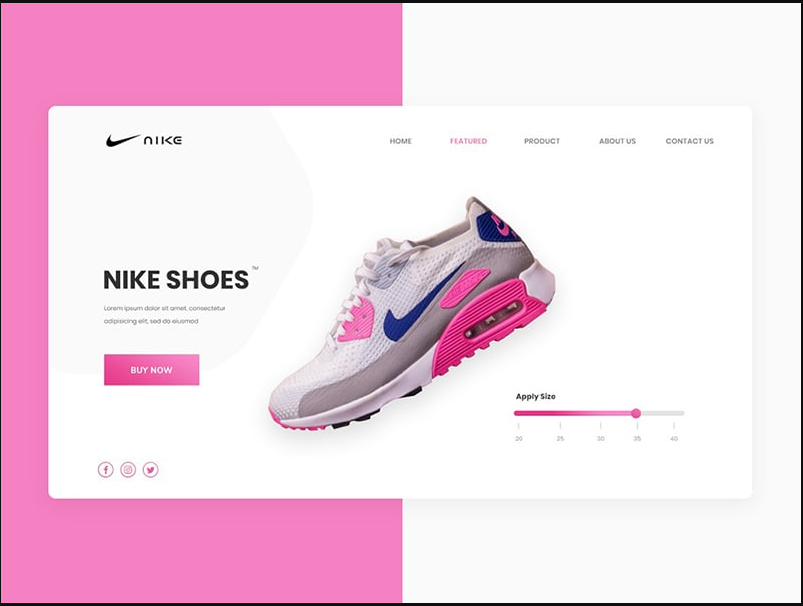 NIKE
HOME FEATURED PRODUCT ABOUT US CONTACT US
NIKE SHOES™
Lorem ipsum dolor sit amet, consectetur
adipisicing elit, sed do eiusmod
BUY NOW
Apply Size
20 25 30 35 40